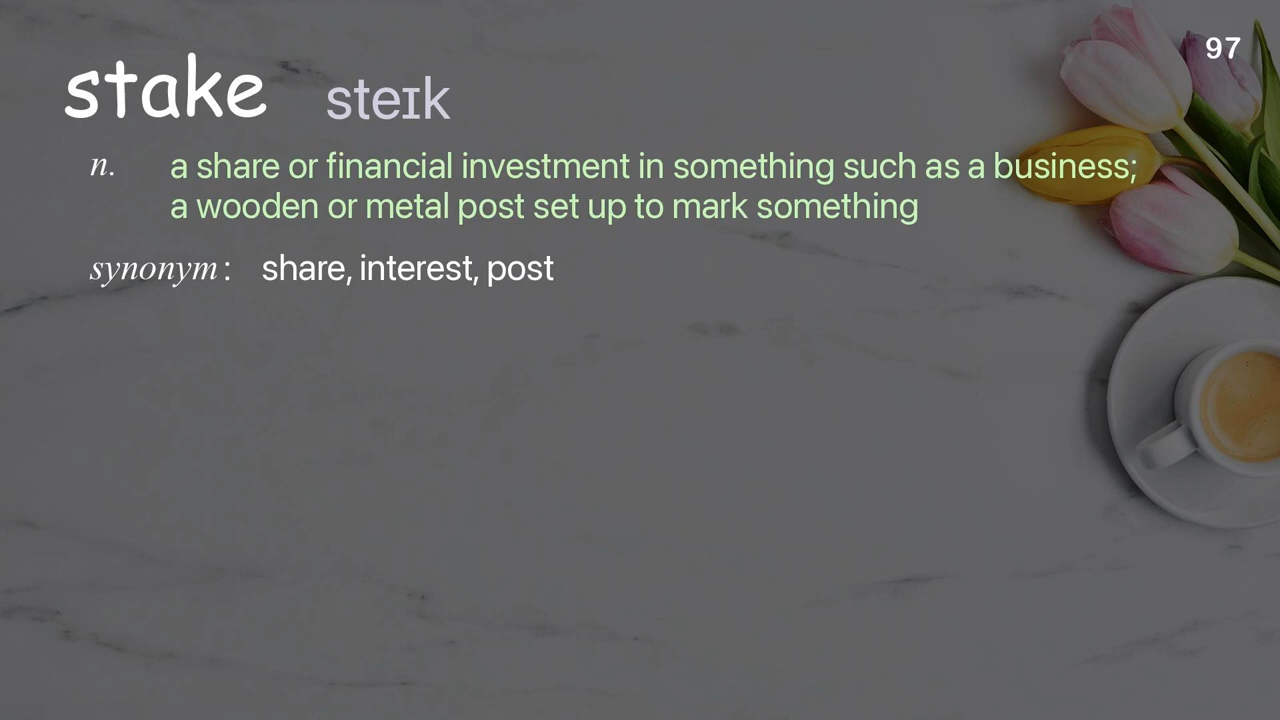 97
stake steɪk
n. a share or financial investment in something such as a business;
a wooden or metal post set up to mark something
synonym: share, interest, post